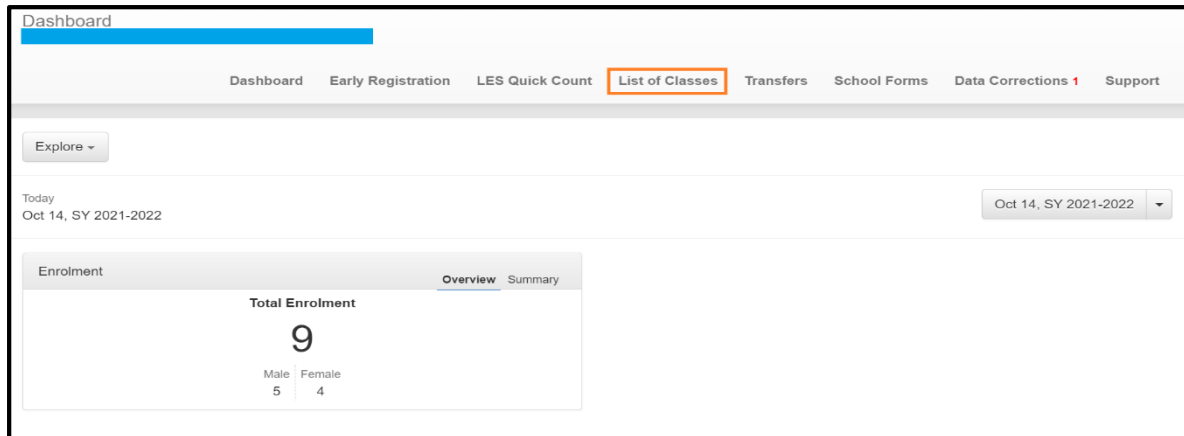 Dashboard
Dashboard Early Registration LES Quick Count List of Classes Transfers School Forms Data Corrections 1 Support
Explore
Today
Oct 14, SY 2021-2022
Oct 14, SY 2021-2022
Enrolment Overview Summary
Total Enrolment
9
Male Female
5 4